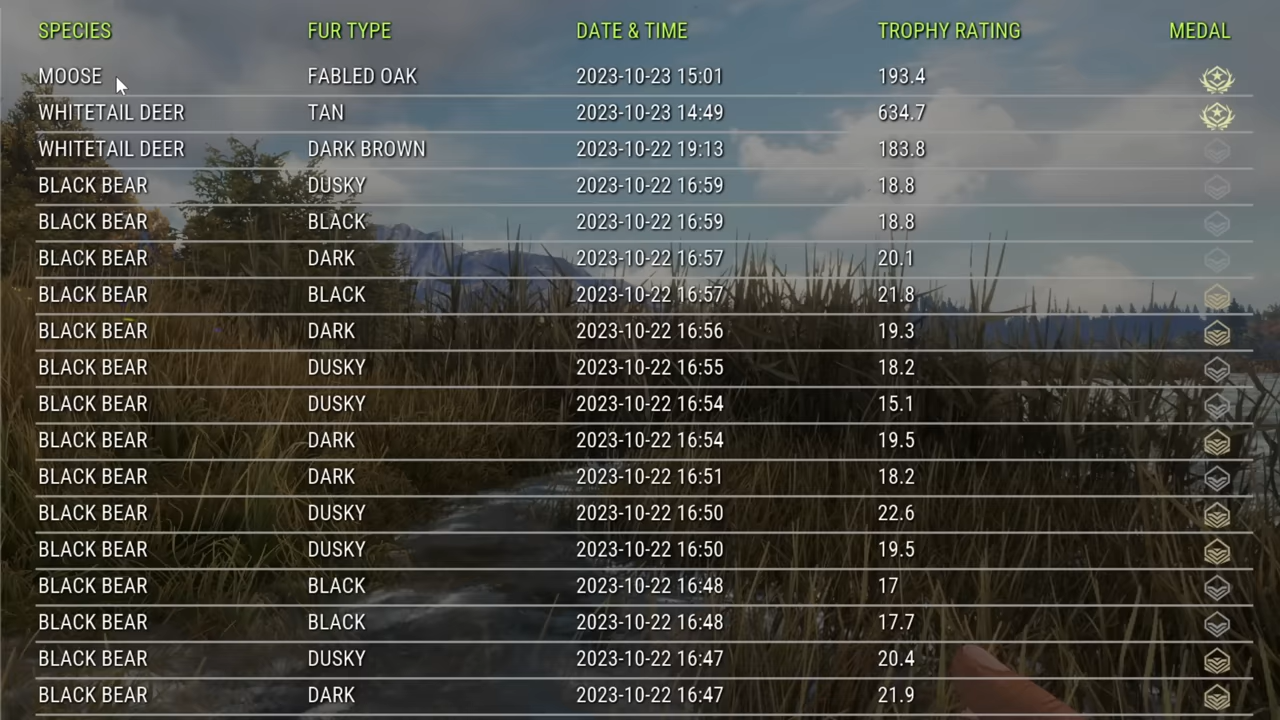 SPECIES FUR TYPE DATE & TIME TROPHY RATING MEDAL
MOOSE FABLED OAK 2023-10-23 15:01 193.4
WHITETAIL DEER TAN 2023-10-23 14:49 634.7
WHITETAIL DEER DARK BROWN 2023-10-22 19:13 183.8
BLACK BEAR DUSKY 2023-10-22 16:59 18.8
BLACK BEAR BLACK 2023-10-22 16:59 18.8
BLACK BEAR DARK 2023-10-22 16:57 20.1
BLACK BEAR BLACK 2023-10-22 16:57 21.8
BLACK BEAR DARK 2023-10-22 16:56 19.3
BLACK BEAR DUSKY 2023-10-22 16:55 18.2
BLACK BEAR DUSKY 2023-10-22 16:54 15.1
BLACK BEAR DARK 2023-10-22 16:54 19.5
BLACK BEAR DARK 2023-10-22 16:51 18.2
BLACK BEAR DUSKY 2023-10-22 16:50 22.6
BLACK BEAR DUSKY 2023-10-22 16:50 19.5
BLACK BEAR BLACK 2023-10-22 16:48 17
BLACK BEAR BLACK 2023-10-22 16:48 17.7
BLACK BEAR DUSKY 2023-10-22 16:47 20.4
BLACK BEAR DARK 2023-10-22 16:47 21.9